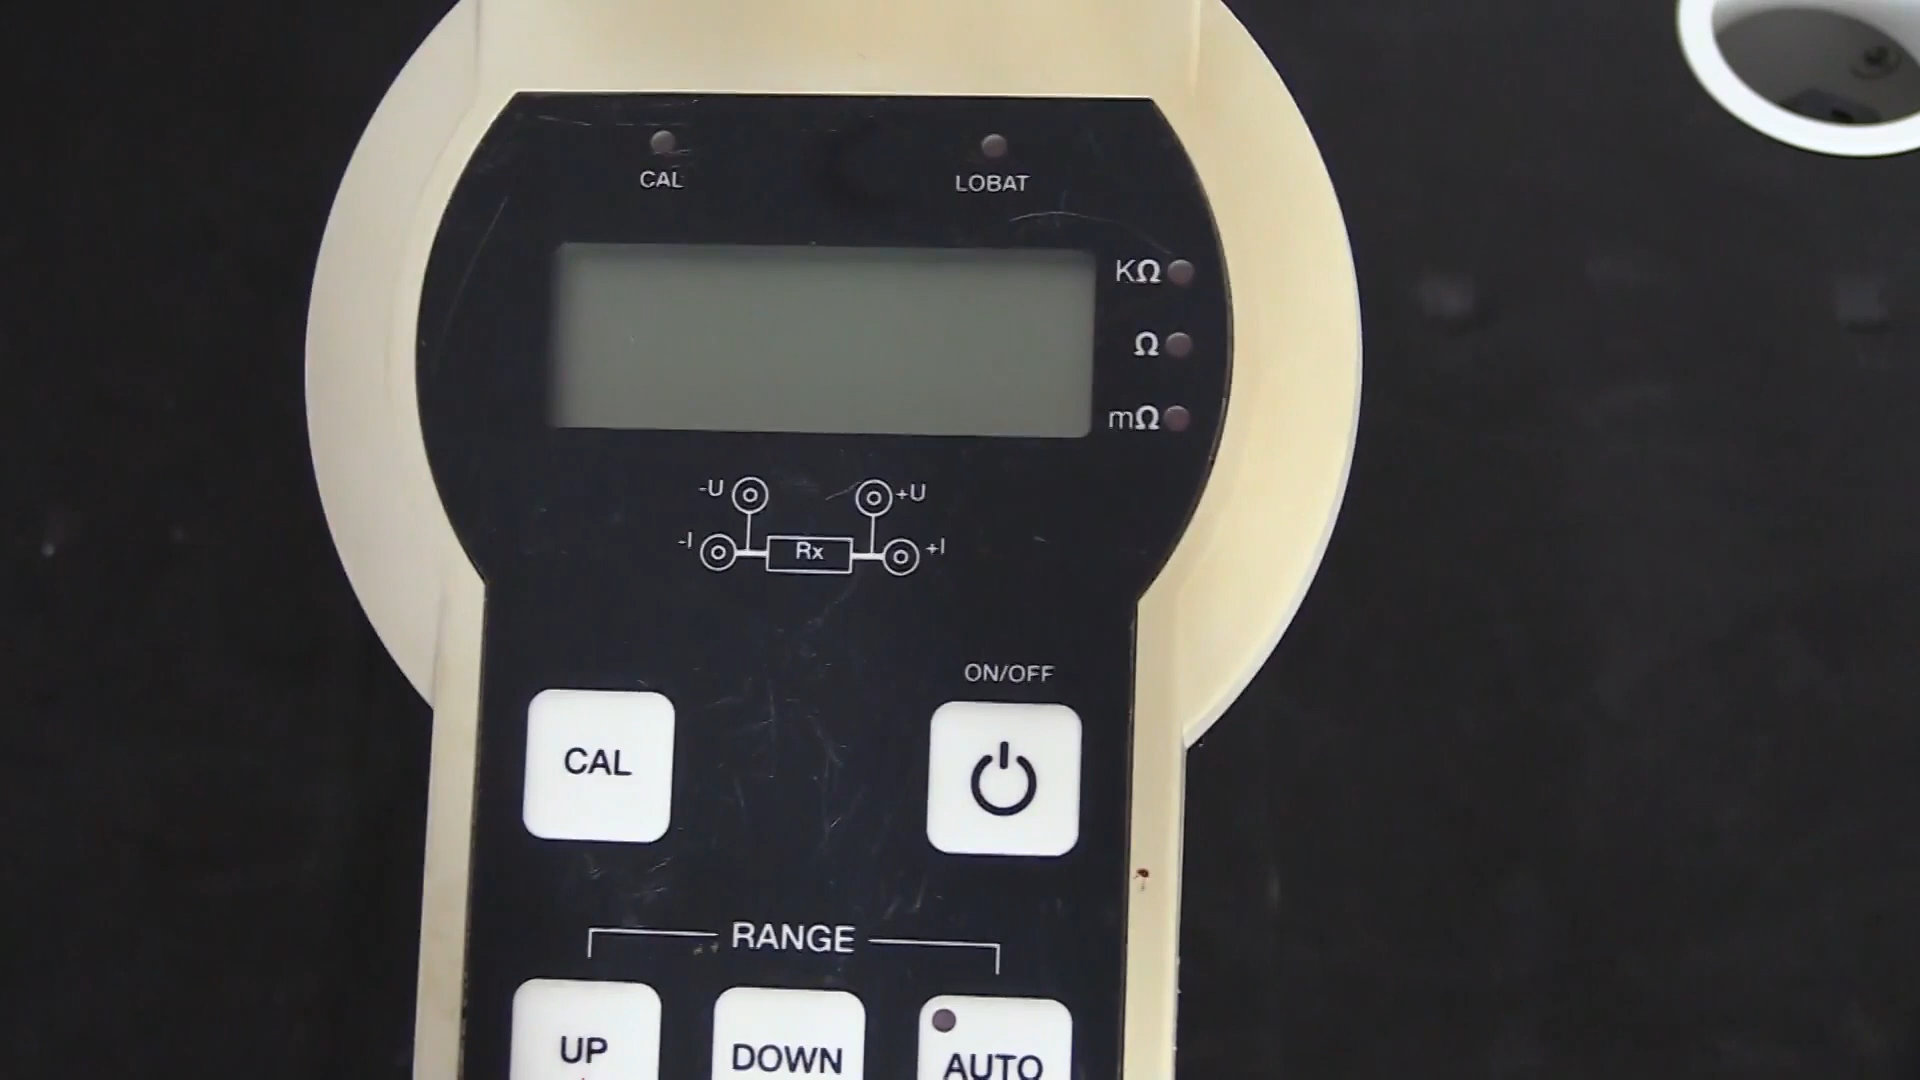 CAL
LOBAT
KΩ
Ω
mΩ
-U
+U
-I
Rx
+I
ON/OFF
CAL
RANGE
UP
DOWN
AUTO